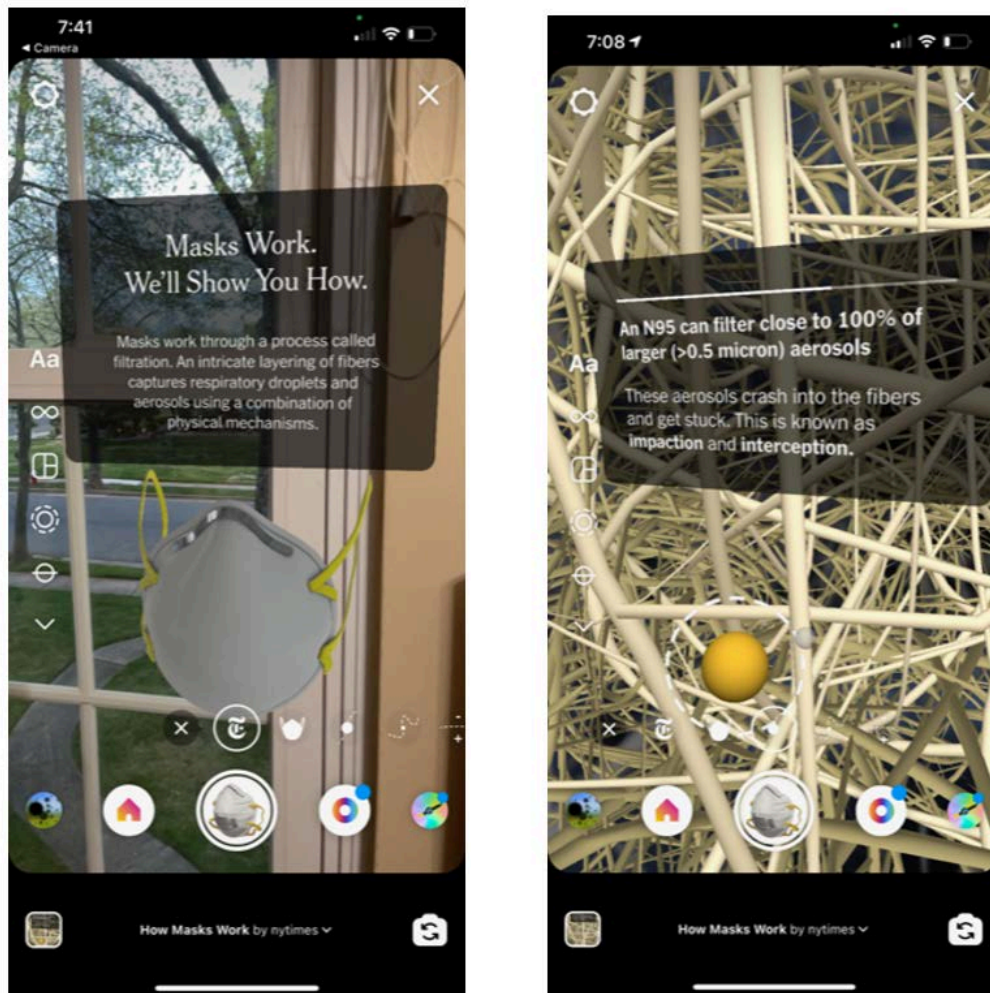 7:41
◀ Camera
Masks Work.
We'll Show You How.
Masks work through a process called
filtration. An intricate layering of fibers
captures respiratory droplets and
aerosols using a combination of
physical mechanisms.
Aa
How Masks Work by nytimes
7:08
An N95 can filter close to 100% of
larger (>0.5 micron) aerosols
These aerosols crash into the fibers
and get stuck. This is known as
impaction and interception.
Aa
How Masks Work by nytimes